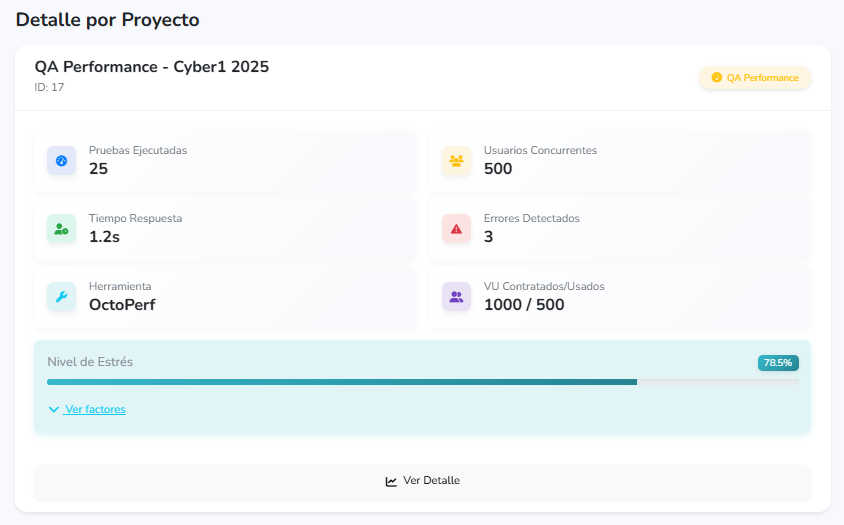 Detalle por Proyecto
QA Performance - Cyber1 2025
ID: 17
QA Performance
Pruebas Ejecutadas
25
Usuarios Concurrentes
500
Tiempo Respuesta
1.2s
Errores Detectados
3
Herramienta
OctoPerf
VU Contratados/Usados
1000 / 500
Nivel de Estrés
78.5%
Ver factores
Ver Detalle